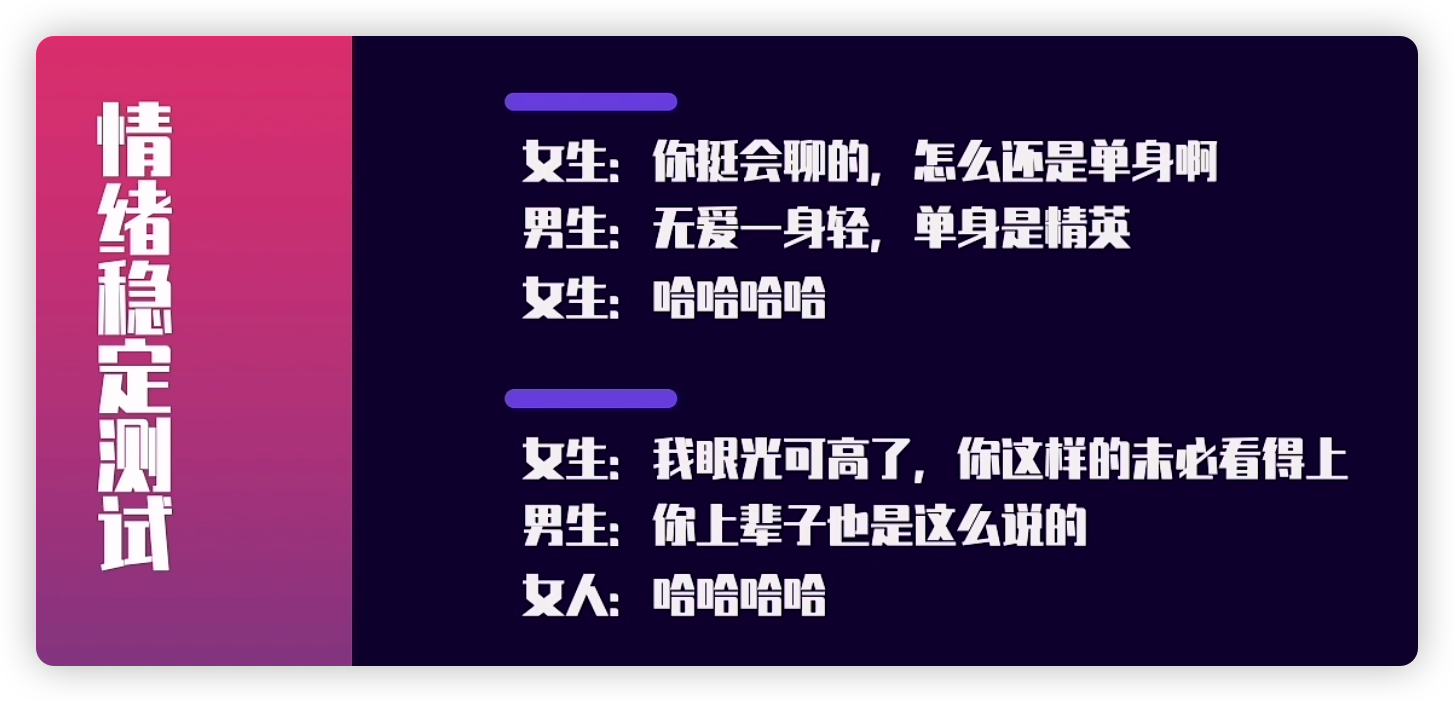 情绪稳定测试
女生：你挺会聊的，怎么还是单身啊
男生：无爱一身轻，单身是精英
女生：哈哈哈哈
女生：我眼光可高了，你这样的未必看得上
男生：你上辈子也是这么说的
女人：哈哈哈哈